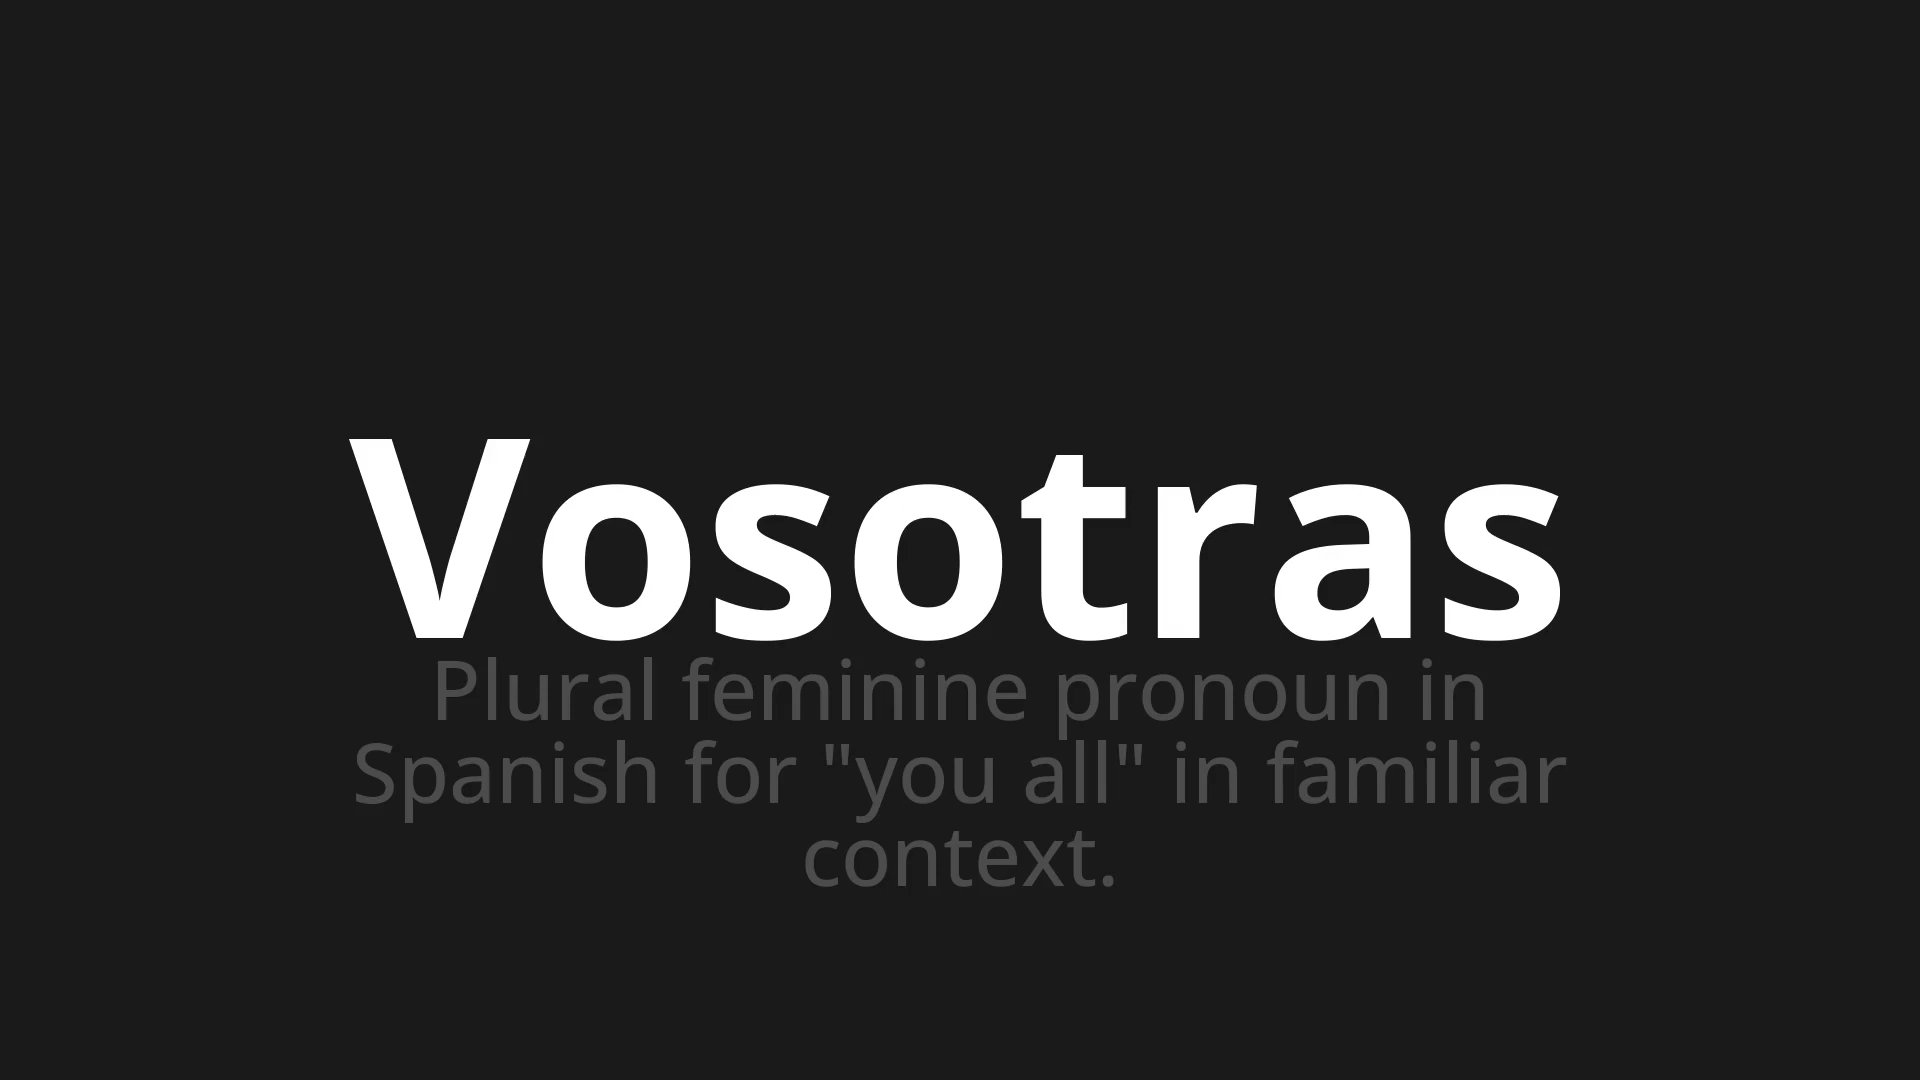 Vosotras
Plural feminine pronoun in
Spanish for "you all" in familiar
context.